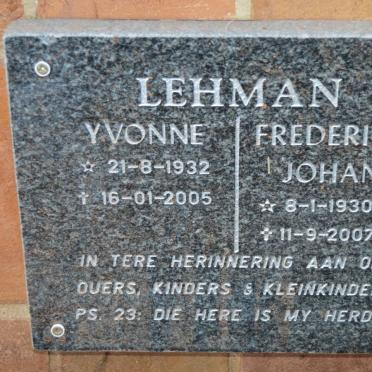 LEHMAN
YVONNE
☆ 21-8-1932
✝ 16-01-2005
FREDERI
JOHAN
☆ 8-1-1930
✝ 11-9-2007
IN TERE HERINNERING AAN O
OUERS, KINDERS & KLEINKINDE
PS. 23: DIE HERE IS MY HERD